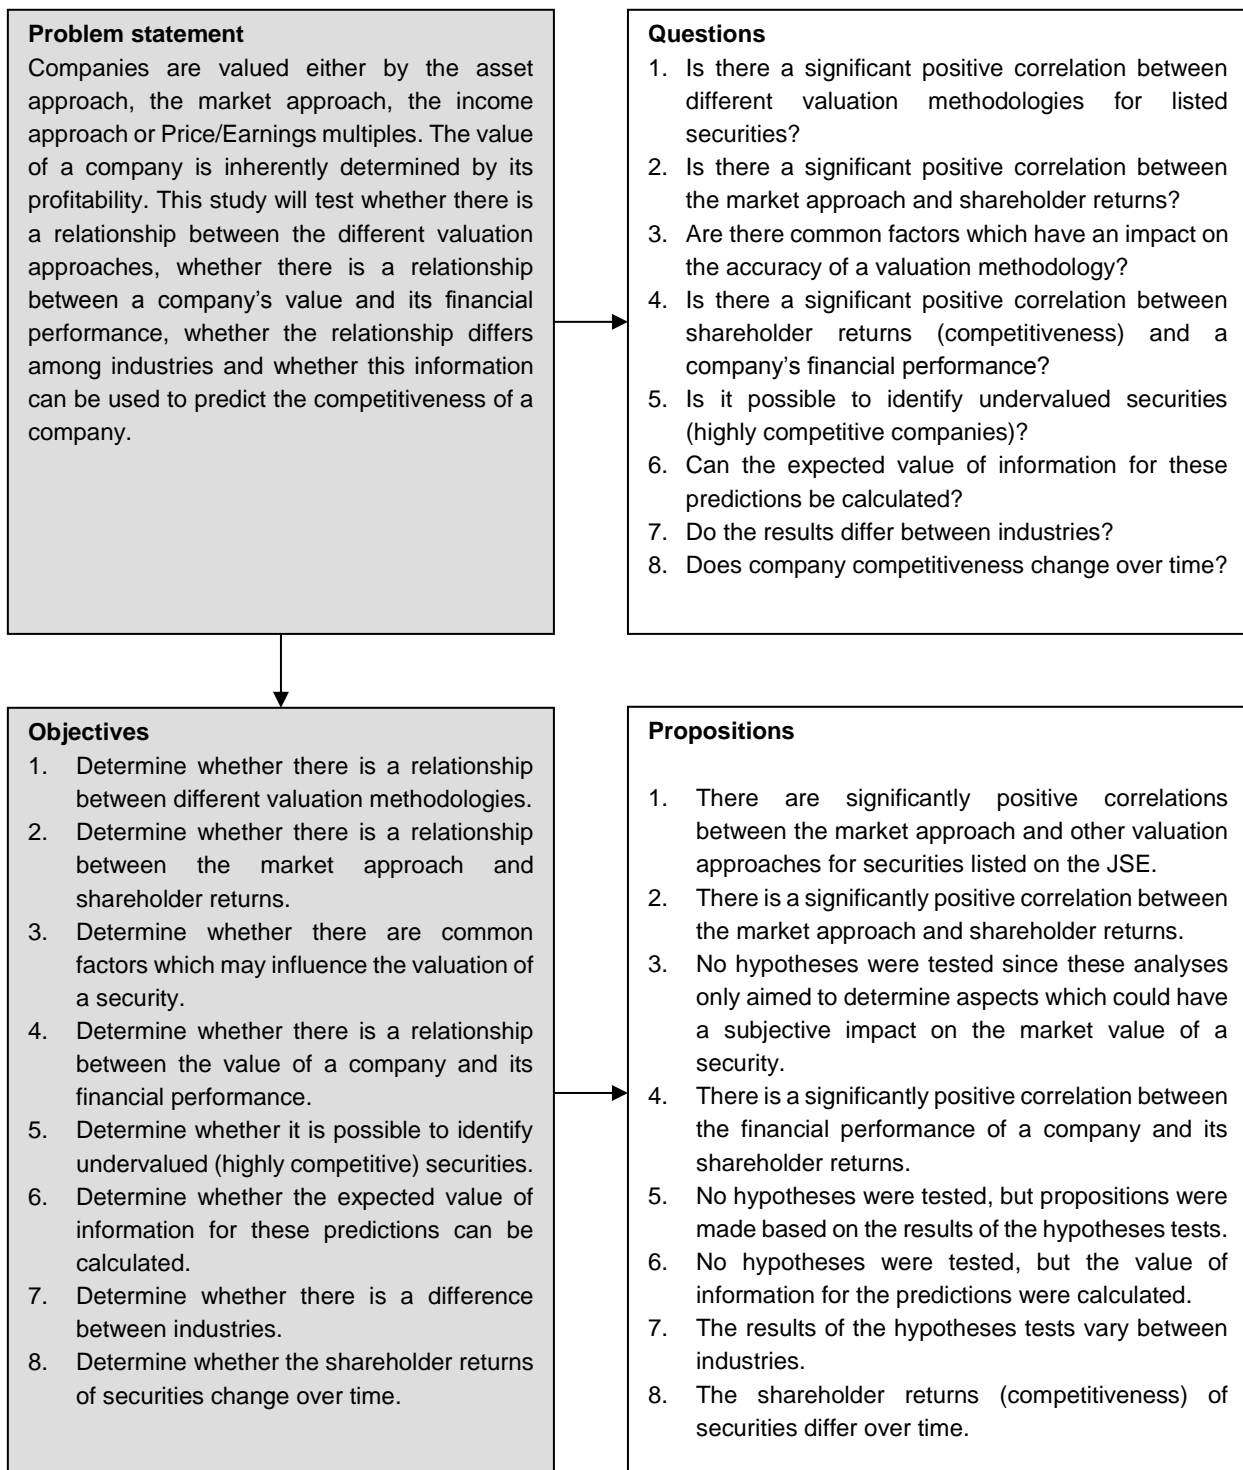 Problem statement
Companies are valued either by the asset
approach, the market approach, the income
approach or Price/Earnings multiples. The value
of a company is inherently determined by its
profitability. This study will test whether there is
a relationship between the different valuation
approaches, whether there is a relationship
between a company's value and its financial
performance, whether the relationship differs
among industries and whether this information
can be used to predict the competitiveness of a
company.
Questions
1. Is there a significant positive correlation between
different valuation methodologies for listed
securities?
2. Is there a significant positive correlation between
the market approach and shareholder returns?
3. Are there common factors which have an impact on
the accuracy of a valuation methodology?
4. Is there a significant positive correlation between
shareholder returns (competitiveness) and a
company's financial performance?
5. Is it possible to identify undervalued securities
(highly competitive companies)?
6. Can the expected value of information for these
predictions be calculated?
7. Do the results differ between industries?
8. Does company competitiveness change over time?
Objectives
1. Determine whether there is a relationship
between different valuation methodologies.
2. Determine whether there is a relationship
between the market approach and
shareholder returns.
3. Determine whether there are common
factors which may influence the valuation of
a security.
4. Determine whether there is a relationship
between the value of a company and its
financial performance.
5. Determine whether it is possible to identify
undervalued (highly competitive) securities.
6. Determine whether the expected value of
information for these predictions can be
calculated.
7. Determine whether there is a difference
between industries.
8. Determine whether the shareholder returns
of securities change over time.
Propositions
1. There are significantly positive correlations
between the market approach and other valuation
approaches for securities listed on the JSE.
2. There is a significantly positive correlation between
the market approach and shareholder returns.
3. No hypotheses were tested since these analyses
only aimed to determine aspects which could have
a subjective impact on the market value of a
security.
4. There is a significantly positive correlation between
the financial performance of a company and its
shareholder returns.
5. No hypotheses were tested, but propositions were
made based on the results of the hypotheses tests.
6. No hypotheses were tested, but the value of
information for the predictions were calculated.
7. The results of the hypotheses tests vary between
industries.
8. The shareholder returns (competitiveness) of
securities differ over time.